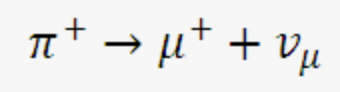 π⁺ → μ⁺ + ν_μ